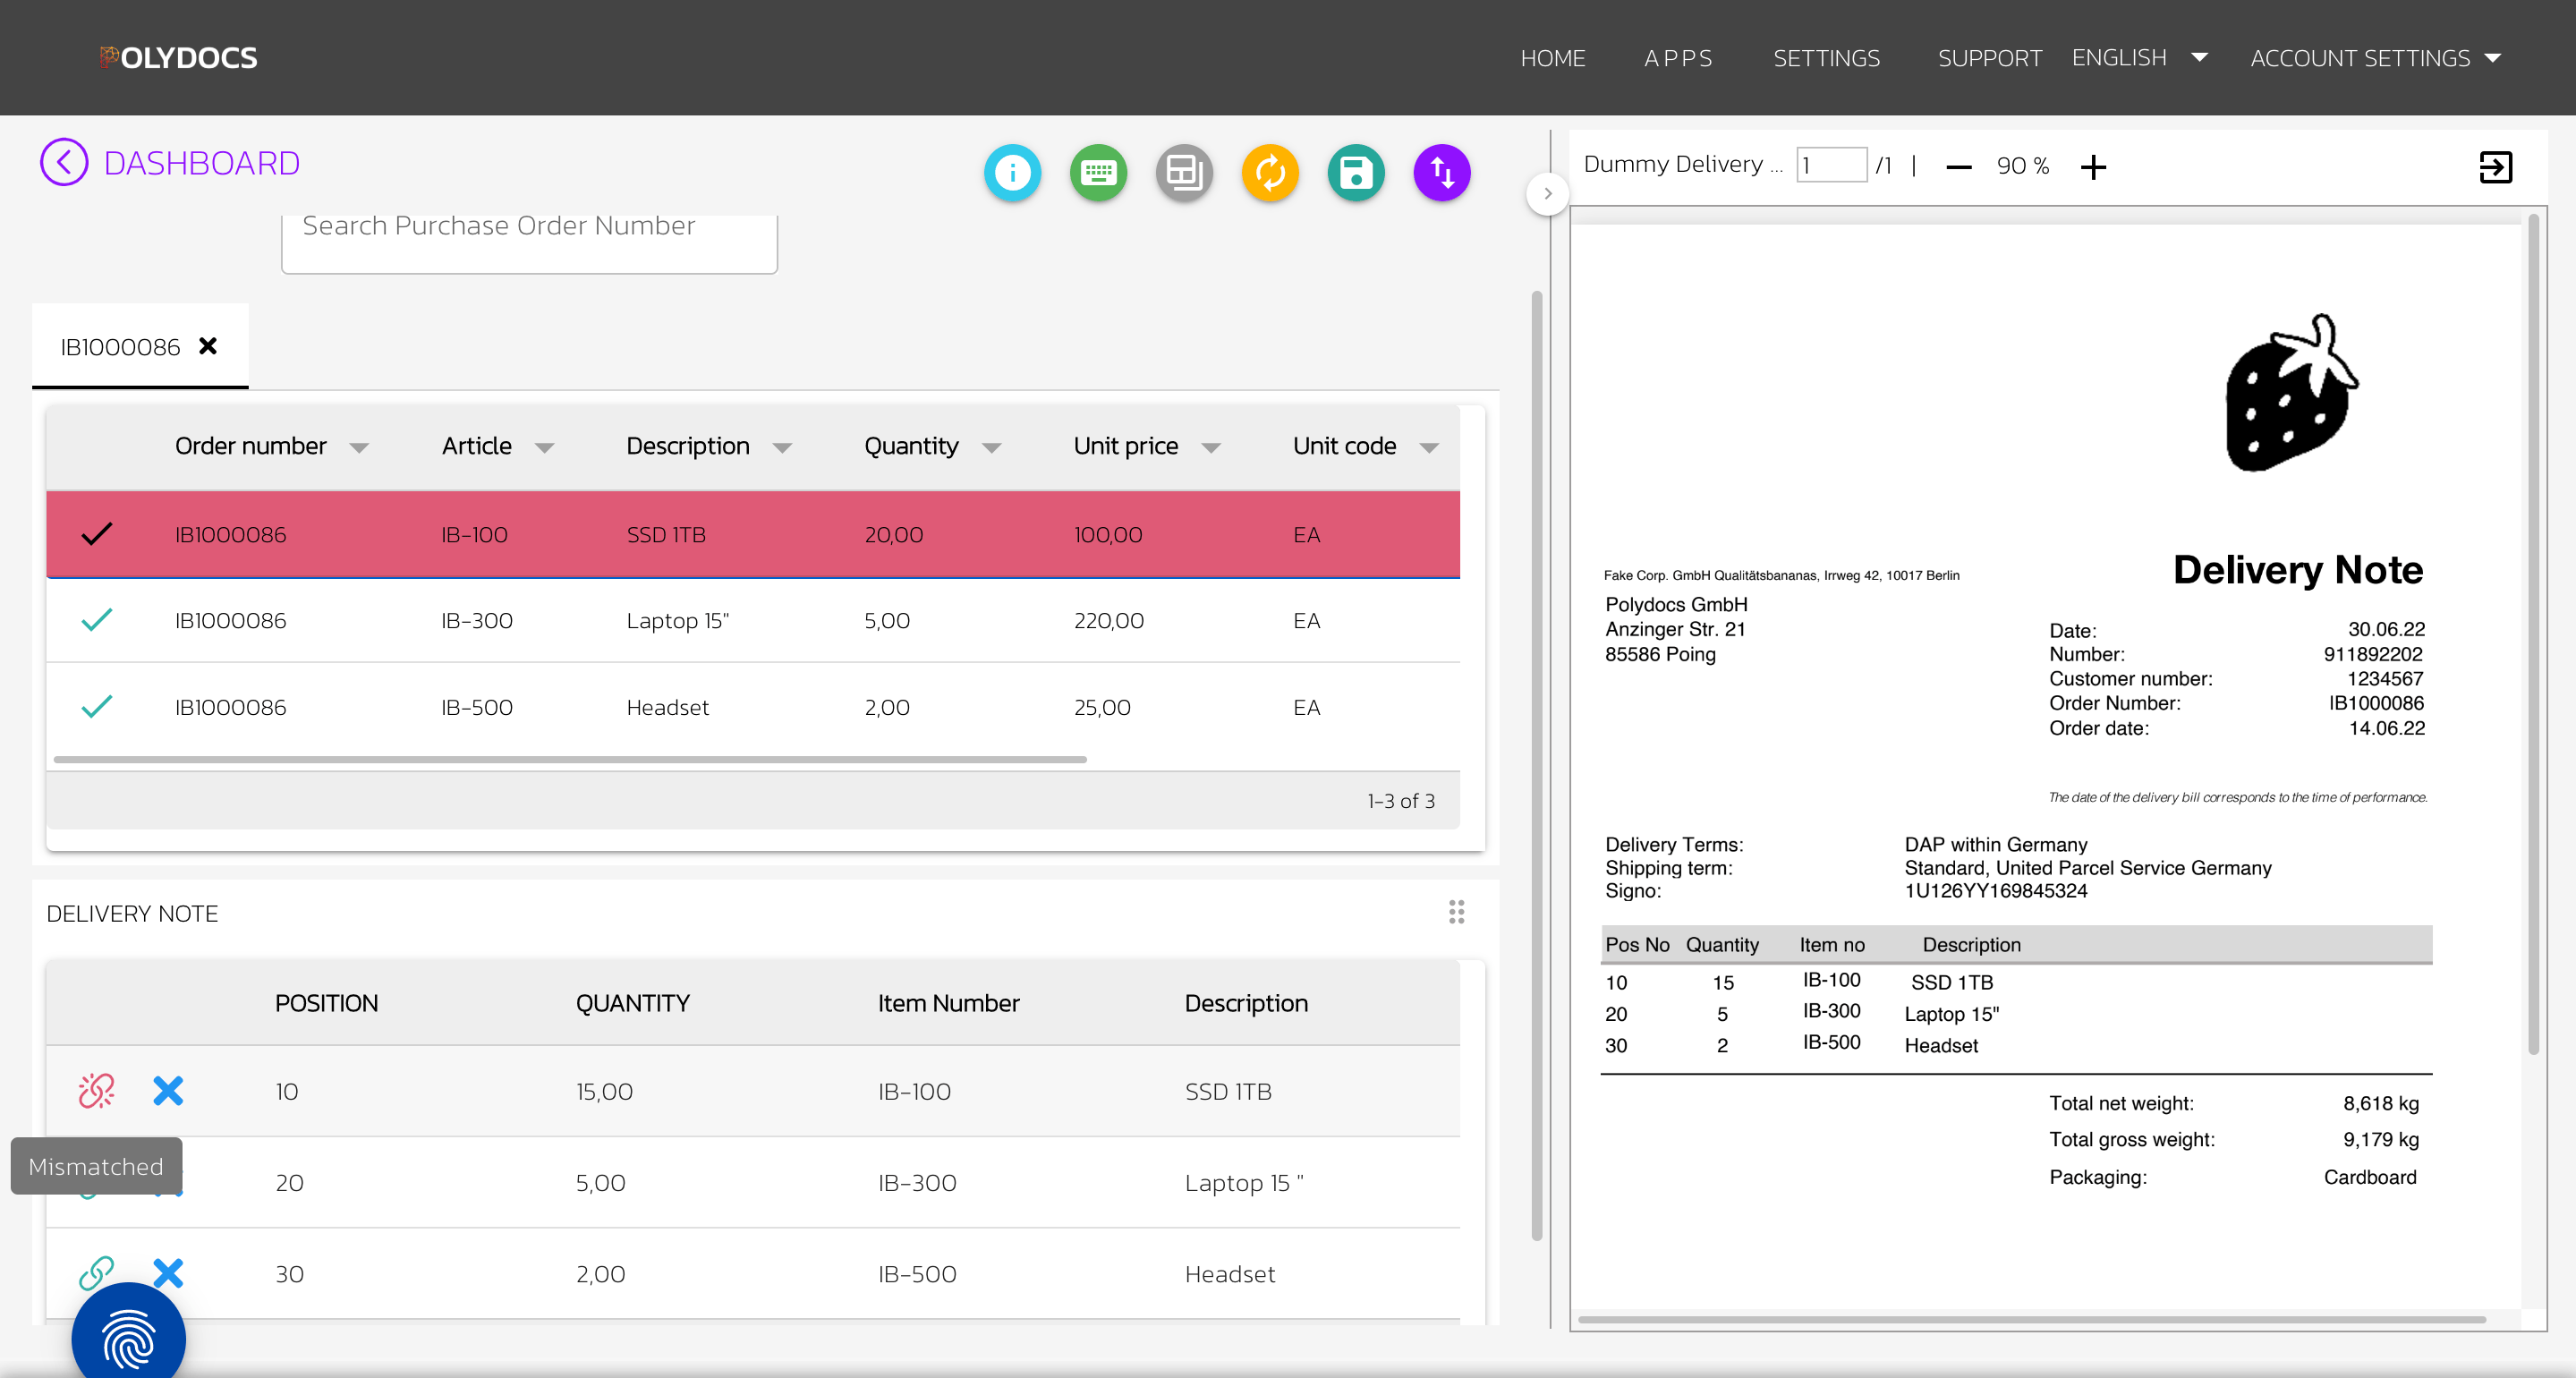 POLYDOCS HOME APPS SETTINGS SUPPORT ENGLISH ACCOUNT SETTINGS
DASHBOARD
Search Purchase Order Number
IB1000086
Order number Article Description Quantity Unit price Unit code
IB1000086 IB-100 SSD 1TB 20,00 100,00 EA
IB1000086 IB-300 Laptop 15" 5,00 220,00 EA
IB1000086 IB-500 Headset 2,00 25,00 EA
1-3 of 3
DELIVERY NOTE
POSITION QUANTITY Item Number Description
10 15,00 IB-100 SSD 1TB
Mismatched
20 5,00 IB-300 Laptop 15 "
30 2,00 IB-500 Headset
Dummy Delivery ... 1 /1 | 90 %
Delivery Note
Fake Corp. GmbH Qualitätsbananas, Irrweg 42, 10017 Berlin
Polydocs GmbH
Anzinger Str. 21
85586 Poing
Date: 30.06.22
Number: 911892202
Customer number: 1234567
Order Number: IB1000086
Order date: 14.06.22
The date of the delivery bill corresponds to the time of performance.
Delivery Terms: DAP within Germany
Shipping term: Standard, United Parcel Service Germany
Signo: 1U126YY169845324
Pos No Quantity Item no Description
10 15 IB-100 SSD 1TB
20 5 IB-300 Laptop 15"
30 2 IB-500 Headset
Total net weight: 8,618 kg
Total gross weight: 9,179 kg
Packaging: Cardboard